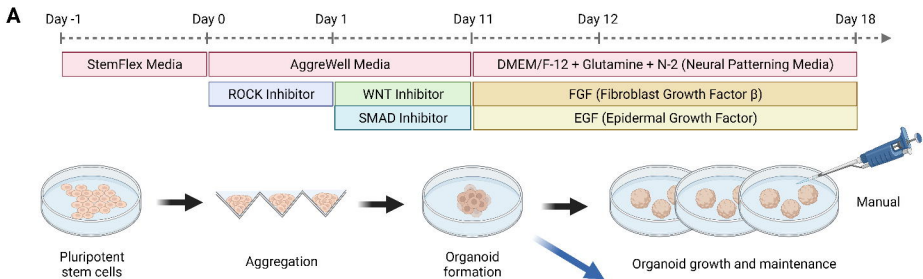 A
Day -1 Day 0 Day 1 Day 11 Day 12 Day 18
StemFlex Media AggreWell Media DMEM/F-12 + Glutamine + N-2 (Neural Patterning Media)
ROCK Inhibitor WNT Inhibitor FGF (Fibroblast Growth Factor β)
SMAD Inhibitor EGF (Epidermal Growth Factor)
Manual
Pluripotent
stem cells
Aggregation
Organoid
formation
Organoid growth and maintenance